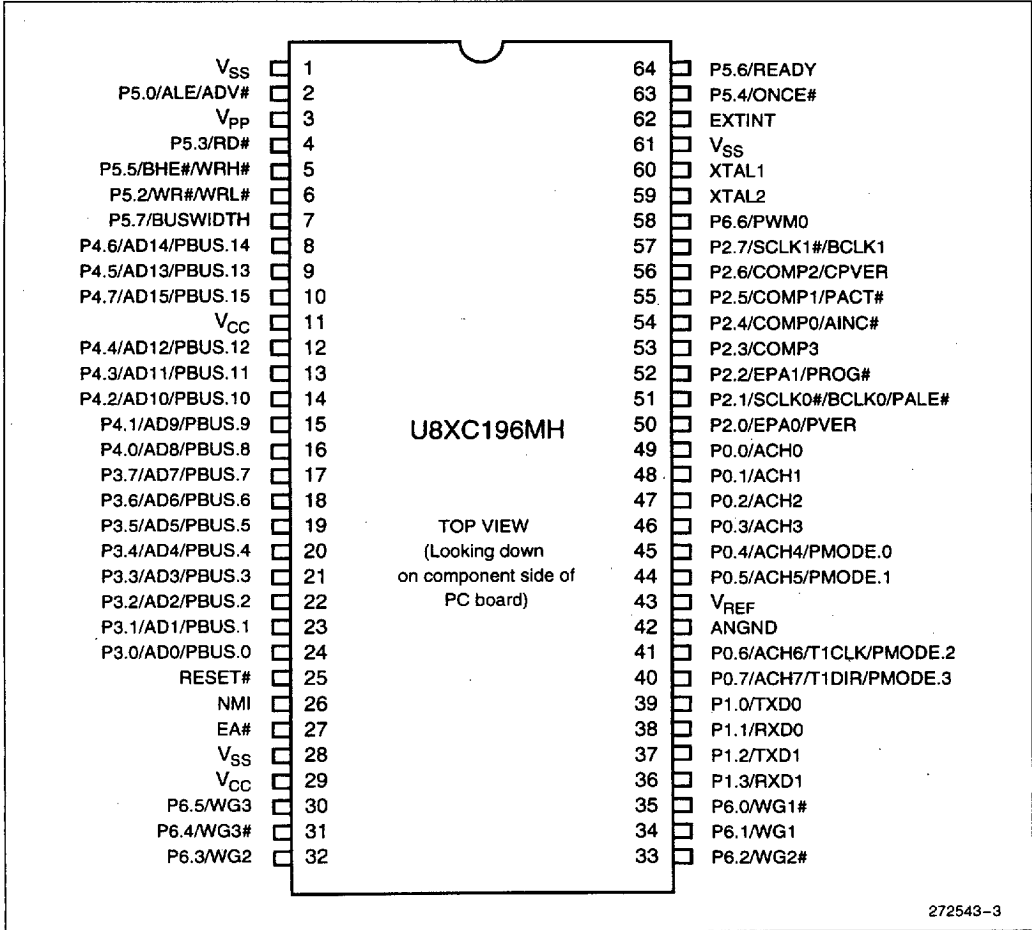 VSS 1
P5.0/ALE/ADV# 2
VPP 3
P5.3/RD# 4
P5.5/BHE#/WRH# 5
P5.2/WR#/WRL# 6
P5.7/BUSWIDTH 7
P4.6/AD14/PBUS.14 8
P4.5/AD13/PBUS.13 9
P4.7/AD15/PBUS.15 10
VCC 11
P4.4/AD12/PBUS.12 12
P4.3/AD11/PBUS.11 13
P4.2/AD10/PBUS.10 14
P4.1/AD9/PBUS.9 15
P4.0/AD8/PBUS.8 16
P3.7/AD7/PBUS.7 17
P3.6/AD6/PBUS.6 18
P3.5/AD5/PBUS.5 19
P3.4/AD4/PBUS.4 20
P3.3/AD3/PBUS.3 21
P3.2/AD2/PBUS.2 22
P3.1/AD1/PBUS.1 23
P3.0/AD0/PBUS.0 24
RESET# 25
NMI 26
EA# 27
VSS 28
VCC 29
P6.5/WG3 30
P6.4/WG3# 31
P6.3/WG2 32
U8XC196MH
TOP VIEW
(Looking down
on component side of
PC board)
64 P5.6/READY
63 P5.4/ONCE#
62 EXTINT
61 VSS
60 XTAL1
59 XTAL2
58 P6.6/PWM0
57 P2.7/SCLK1#/BCLK1
56 P2.6/COMP2/CPVER
55 P2.5/COMP1/PACT#
54 P2.4/COMP0/AINC#
53 P2.3/COMP3
52 P2.2/EPA1/PROG#
51 P2.1/SCLK0#/BCLK0/PALE#
50 P2.0/EPA0/PVER
49 P0.0/ACH0
48 P0.1/ACH1
47 P0.2/ACH2
46 P0.3/ACH3
45 P0.4/ACH4/PMODE.0
44 P0.5/ACH5/PMODE.1
43 VREF
42 ANGND
41 P0.6/ACH6/T1CLK/PMODE.2
40 P0.7/ACH7/T1DIR/PMODE.3
39 P1.0/TXD0
38 P1.1/RXD0
37 P1.2/TXD1
36 P1.3/RXD1
35 P6.0/WG1#
34 P6.1/WG1
33 P6.2/WG2#
272543-3